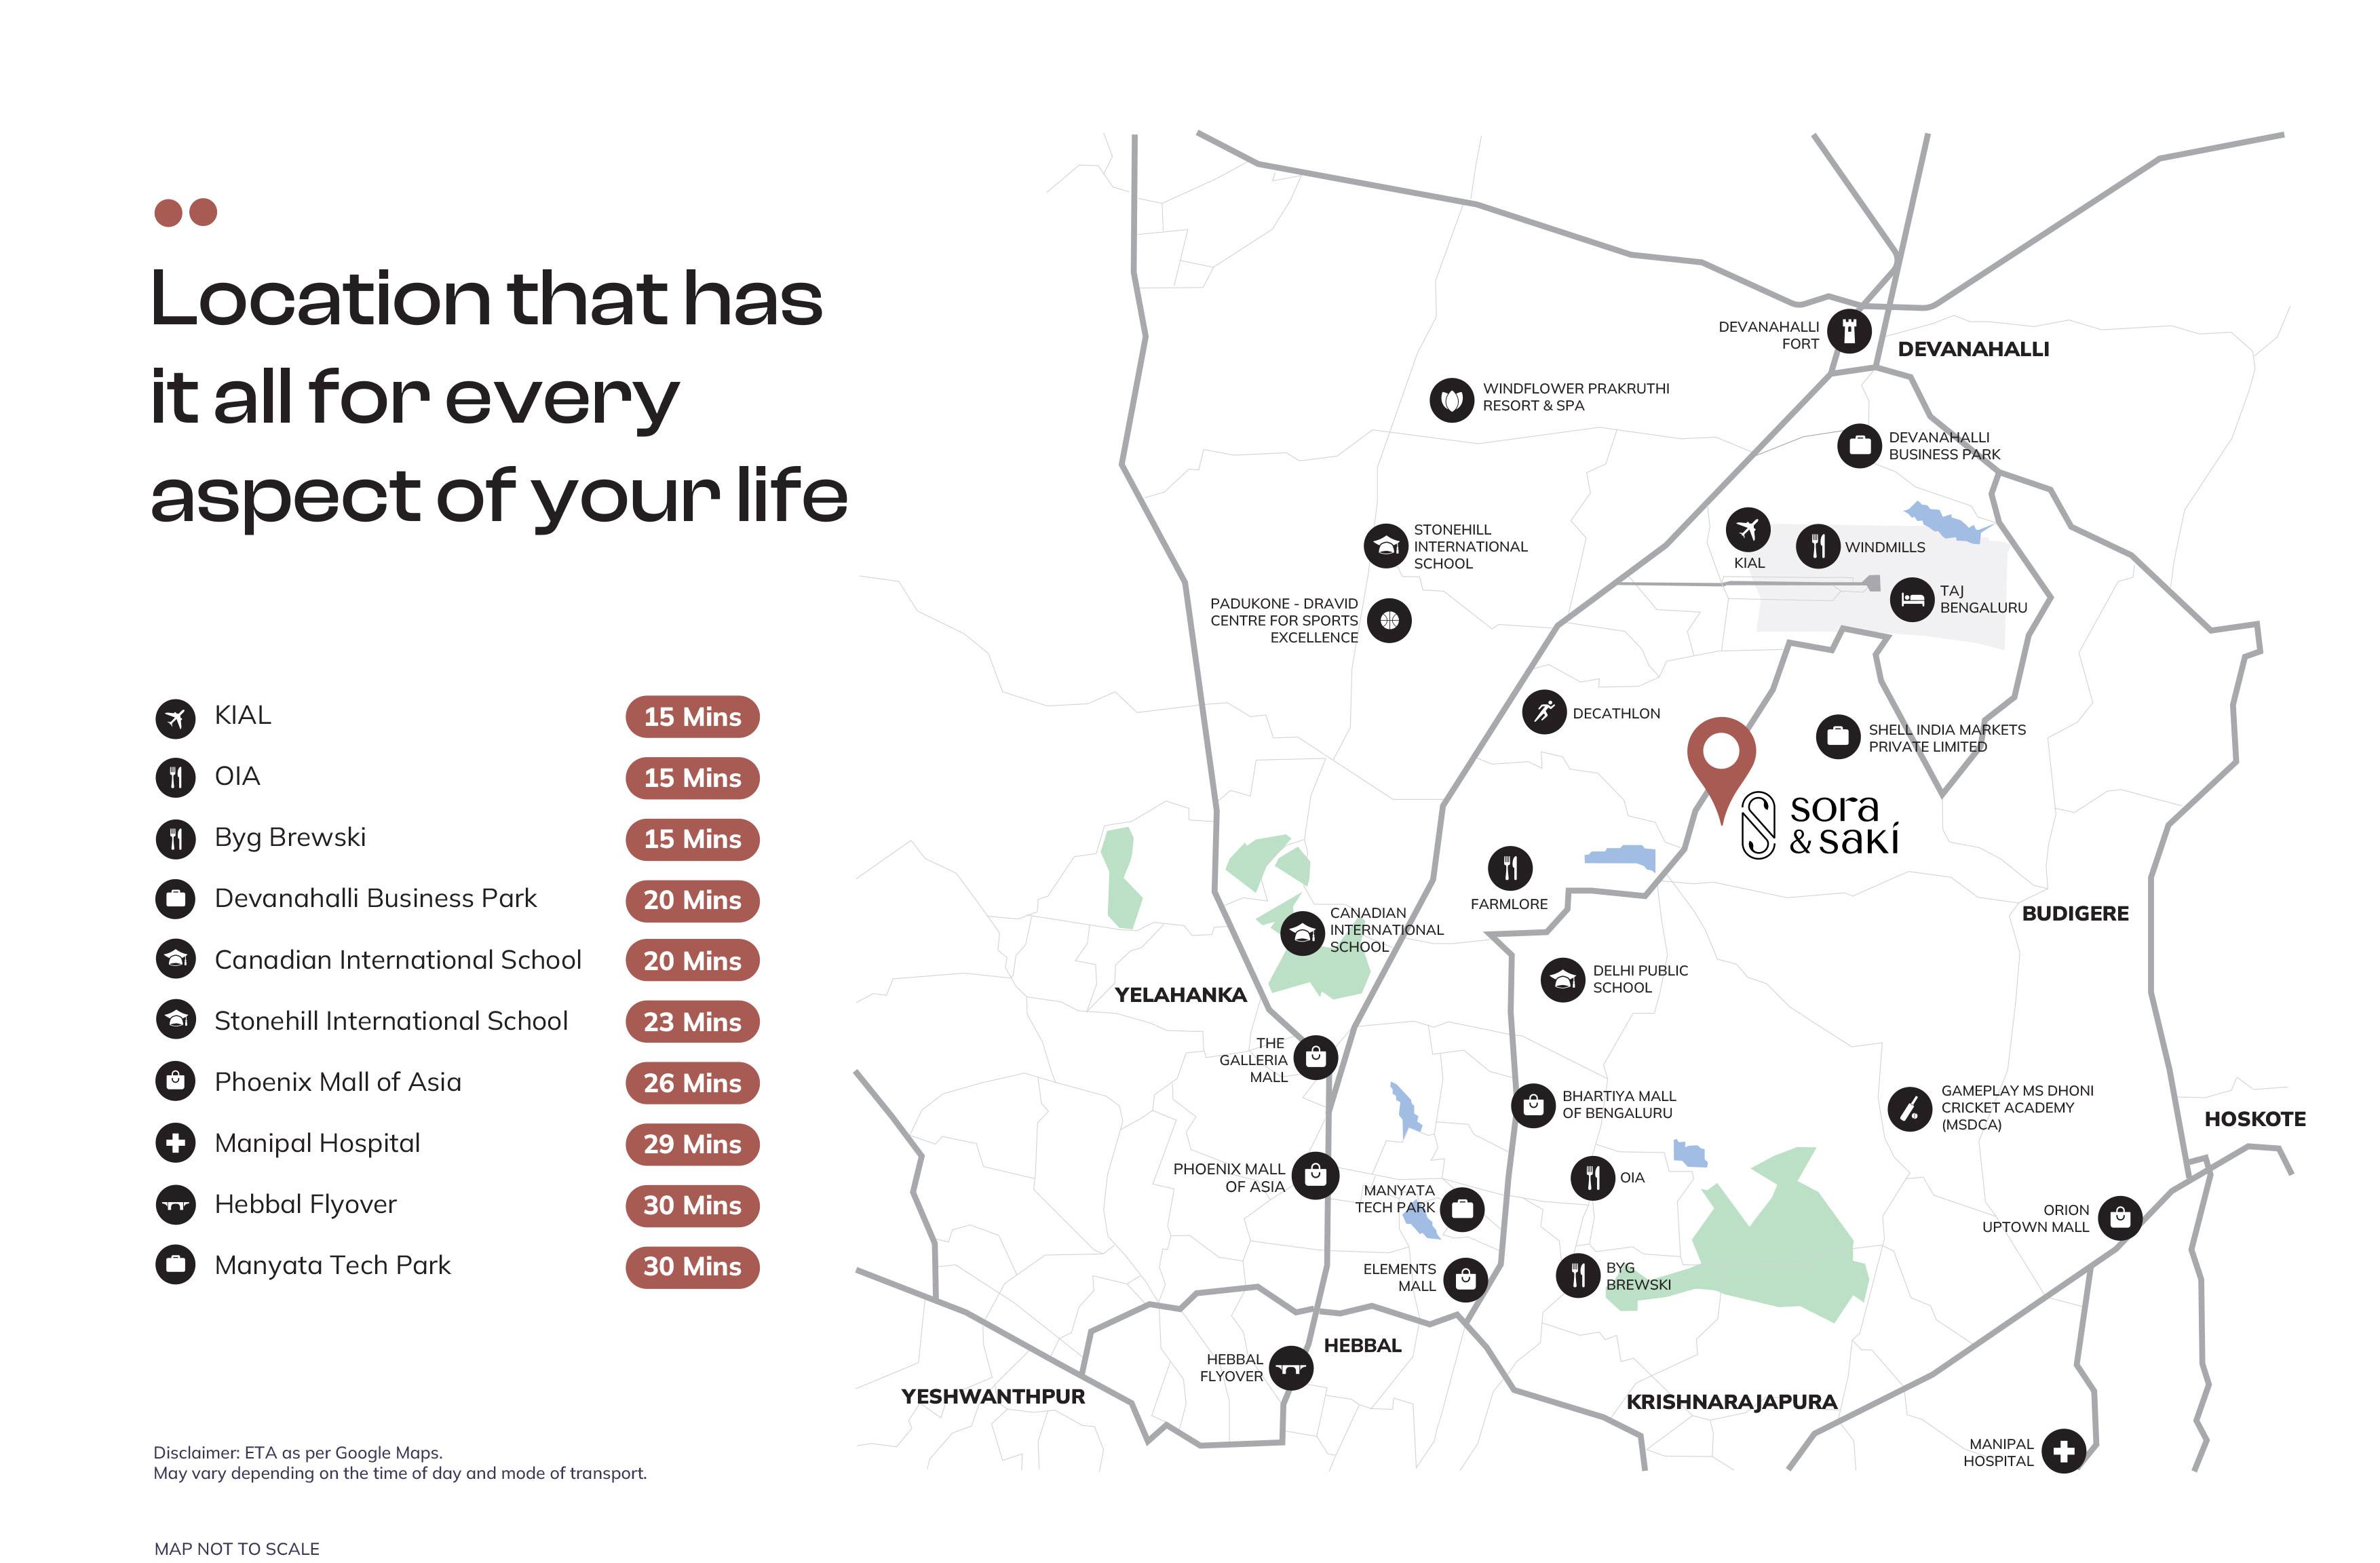 Location that has
it all for every
aspect of your life
KIAL 15 Mins
OIA 15 Mins
Byg Brewski 15 Mins
Devanahalli Business Park 20 Mins
Canadian International School 20 Mins
Stonehill International School 23 Mins
Phoenix Mall of Asia 26 Mins
Manipal Hospital 29 Mins
Hebbal Flyover 30 Mins
Manyata Tech Park 30 Mins
Disclaimer: ETA as per Google Maps.
May vary depending on the time of day and mode of transport.
MAP NOT TO SCALE
DEVANAHALLI
FORT
DEVANAHALLI
WINDFLOWER PRAKRUTHI
RESORT & SPA
DEVANAHALLI
BUSINESS PARK
STONEHILL
INTERNATIONAL
SCHOOL
KIAL
WINDMILLS
TAJ
BENGALURU
PADUKONE - DRAVID
CENTRE FOR SPORTS
EXCELLENCE
DECATHLON
SHELL INDIA MARKETS
PRIVATE LIMITED
sora
& sakí
FARMLORE
CANADIAN
INTERNATIONAL
SCHOOL
BUDIGERE
YELAHANKA
DELHI PUBLIC
SCHOOL
THE
GALLERIA
MALL
BHARTIYA MALL
OF BENGALURU
GAMEPLAY MS DHONI
CRICKET ACADEMY
(MSDCA)
HOSKOTE
PHOENIX MALL
OF ASIA
MANYATA
TECH PARK
OIA
ORION
UPTOWN MALL
ELEMENTS
MALL
BYG
BREWSKI
HEBBAL
HEBBAL
FLYOVER
YESHWANTHPUR
KRISHNARAJAPURA
MANIPAL
HOSPITAL